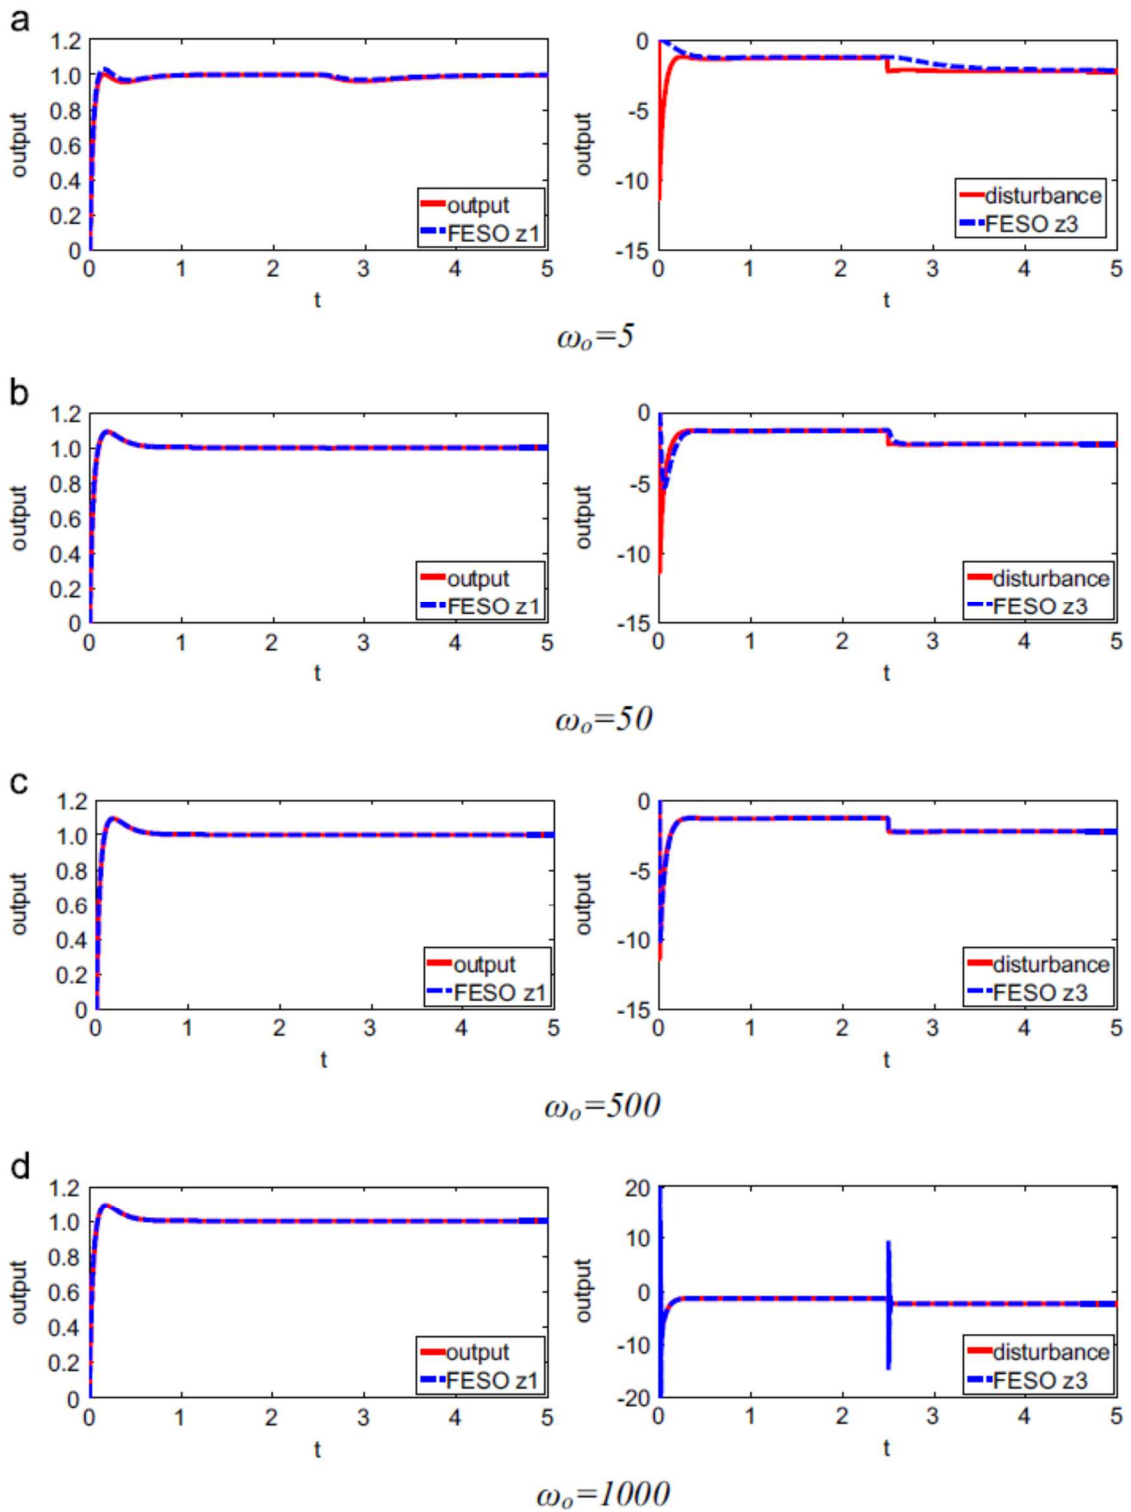 a
1.2
1.0
0.8
0.6
0.4
0.2
0
output
0 1 2 3 4 5
t
output
FESO z1
0
-5
-10
-15
output
0 1 2 3 4 5
t
disturbance
FESO z3
ωₒ=5
b
1.2
1.0
0.8
0.6
0.4
0.2
0
output
0 1 2 3 4 5
t
output
FESO z1
0
-5
-10
-15
output
0 1 2 3 4 5
t
disturbance
FESO z3
ωₒ=50
c
1.2
1.0
0.8
0.6
0.4
0.2
0
output
0 1 2 3 4 5
t
output
FESO z1
0
-5
-10
-15
output
0 1 2 3 4 5
t
disturbance
FESO z3
ωₒ=500
d
1.2
1.0
0.8
0.6
0.4
0.2
0
output
0 1 2 3 4 5
t
output
FESO z1
20
10
0
-10
-20
output
0 1 2 3 4 5
t
disturbance
FESO z3
ωₒ=1000